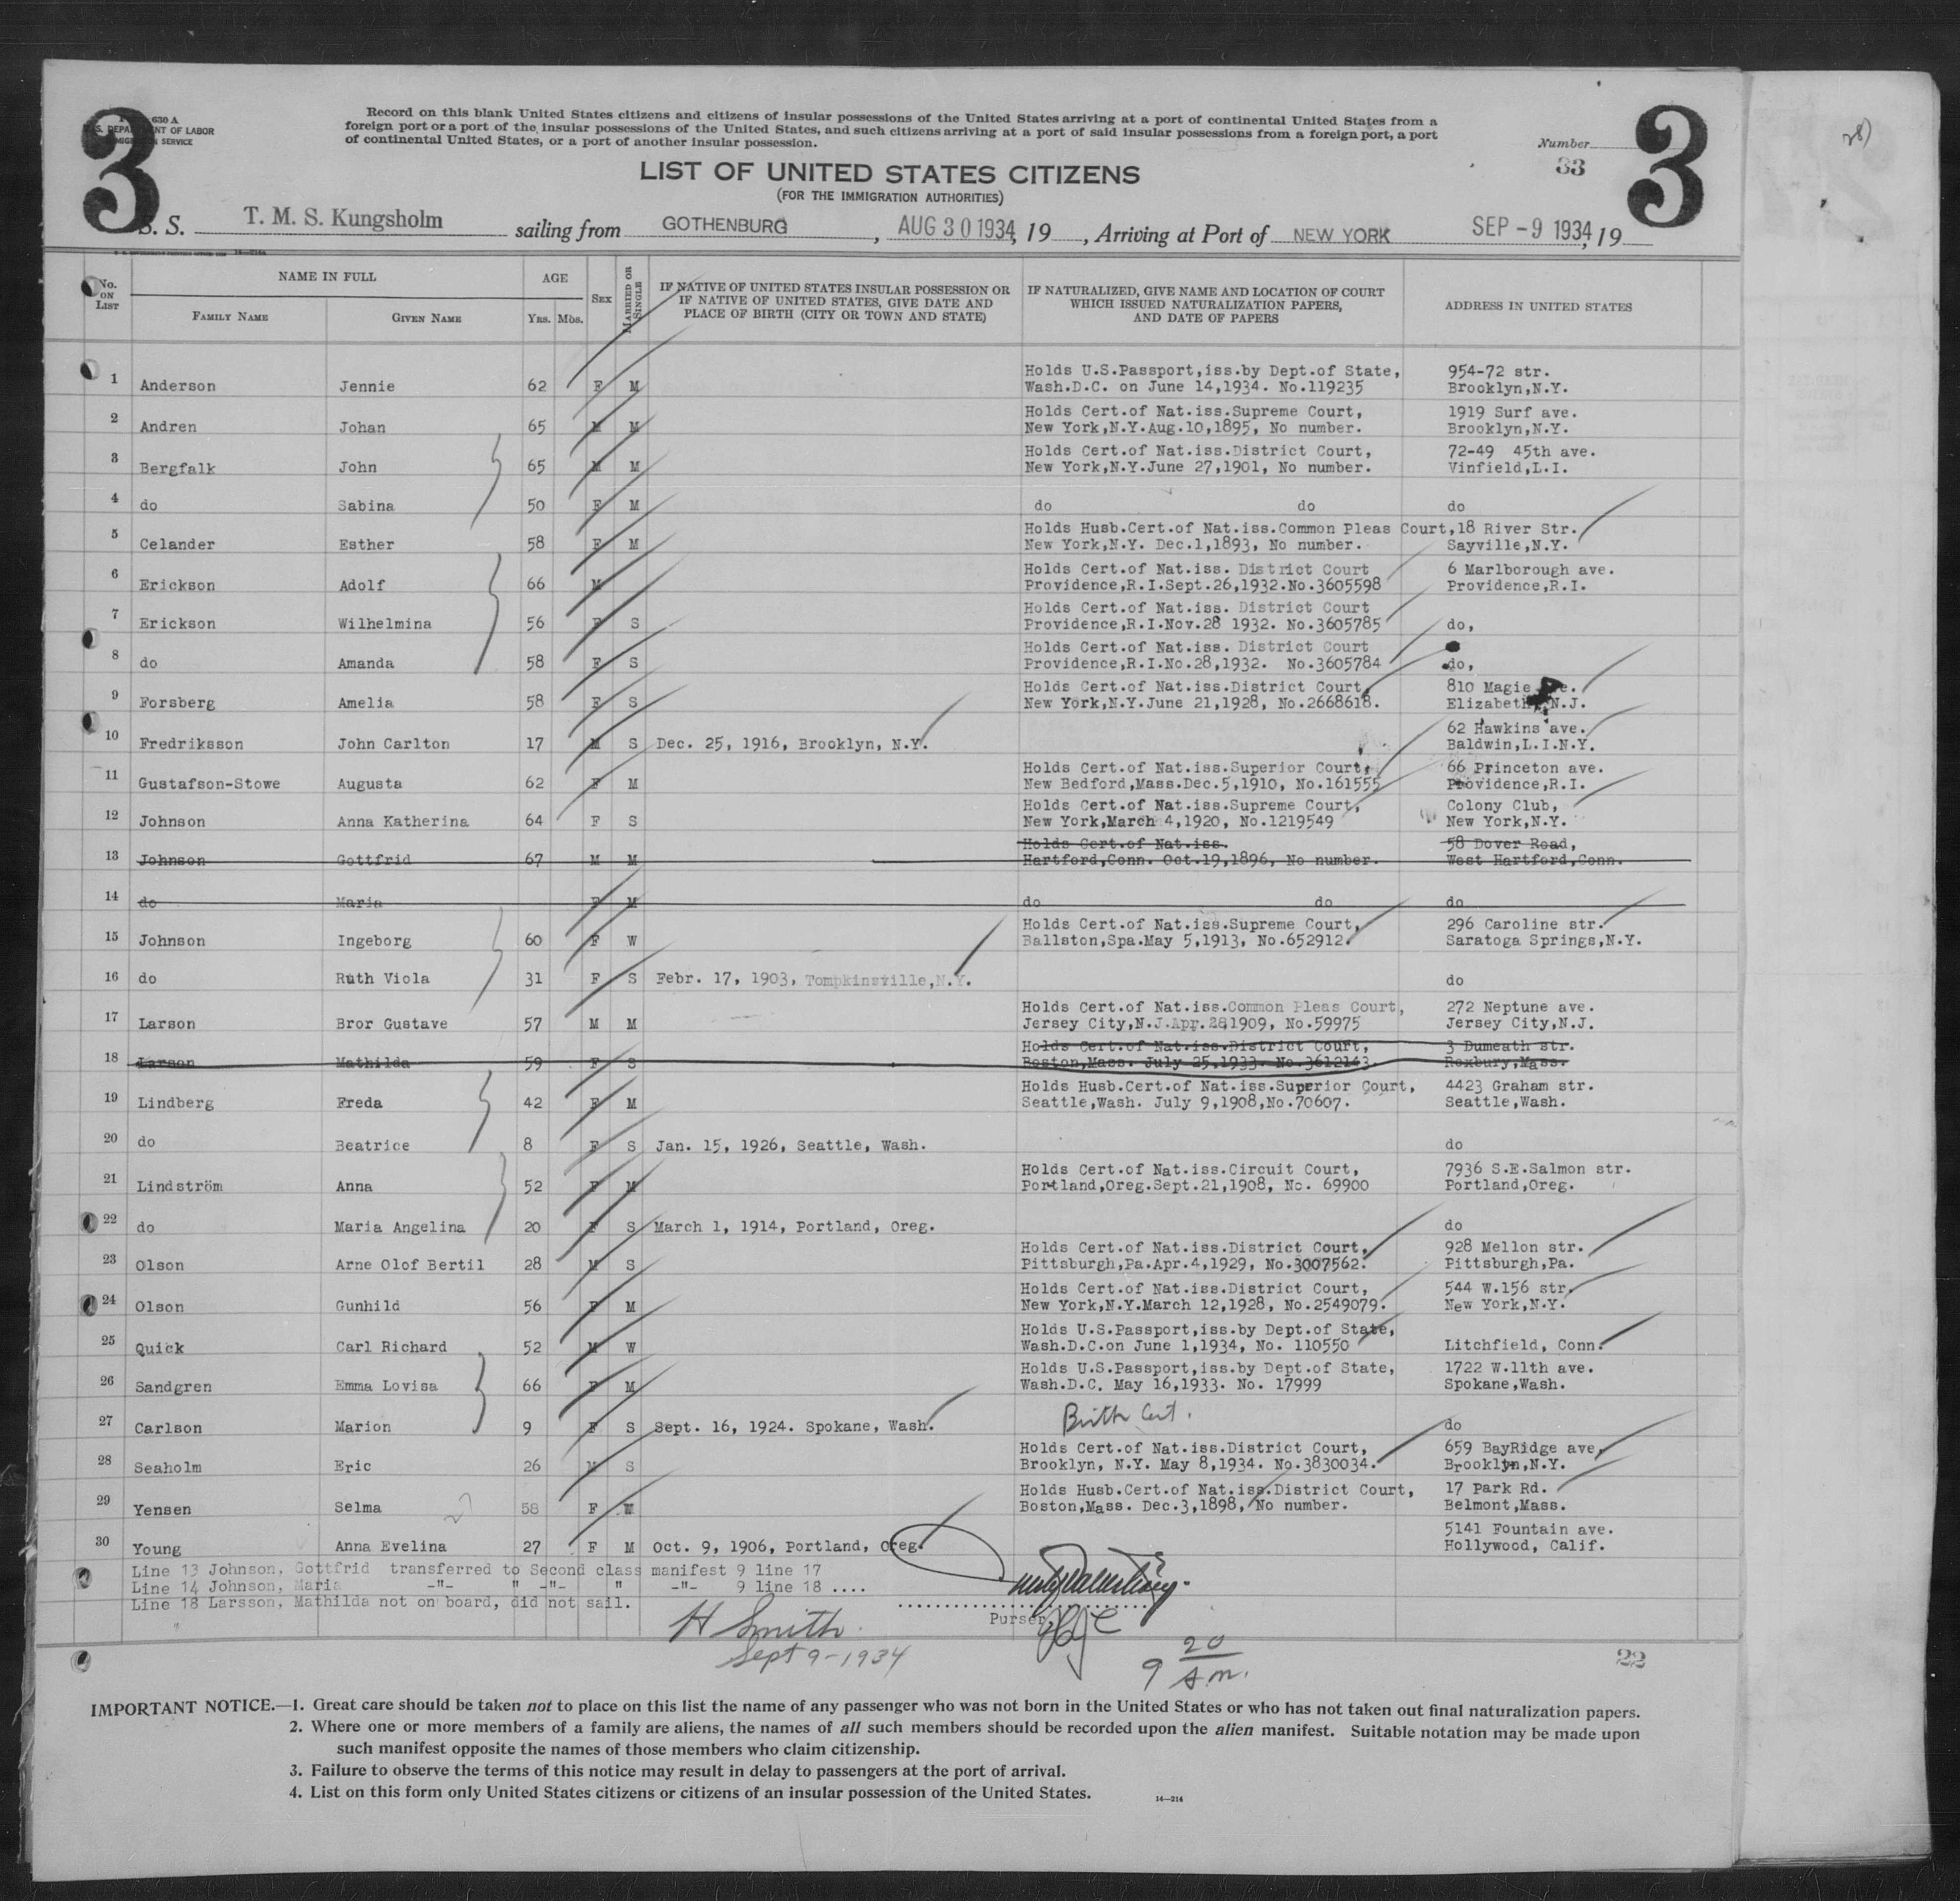 3
630 A
U.S. DEPARTMENT OF LABOR
IMMIGRATION SERVICE
Record on this blank United States citizens and citizens of insular possessions of the United States arriving at a port of continental United States from a
foreign port or a port of the insular possessions of the United States, and such citizens arriving at a port of said insular possessions from a foreign port, a port
of continental United States, or a port of another insular possession.
Number
33
3
28)
LIST OF UNITED STATES CITIZENS
(FOR THE IMMIGRATION AUTHORITIES)
S. S. T. M. S. Kungsholm sailing from GOTHENBURG, AUG 30 1934, 19 , Arriving at Port of NEW YORK SEP -9 1934, 19
No. ON LIST
NAME IN FULL
FAMILY NAME GIVEN NAME
AGE
YRS. MOS.
SEX
MARRIED OR SINGLE
IF NATIVE OF UNITED STATES INSULAR POSSESSION OR
IF NATIVE OF UNITED STATES, GIVE DATE AND
PLACE OF BIRTH (CITY OR TOWN AND STATE)
IF NATURALIZED, GIVE NAME AND LOCATION OF COURT
WHICH ISSUED NATURALIZATION PAPERS,
AND DATE OF PAPERS
ADDRESS IN UNITED STATES
Holds U.S.Passport,iss.by Dept.of State, 954-72 str.
1 Anderson Jennie 62 F M Wash.D.C. on June 14,1934. No.119235 Brooklyn,N.Y.
Holds Cert.of Nat.iss.Supreme Court, 1919 Surf ave.
2 Andren Johan 65 M M New York,N.Y.Aug.10,1895, No number. Brooklyn,N.Y.
Holds Cert.of Nat.iss.District Court, 72-49 45th ave.
3 Bergfalk John 65 M M New York,N.Y.June 27,1901, No number. Vinfield,L.I.
4 do Sabina 50 F M do do do
Holds Husb.Cert.of Nat.iss.Common Pleas Court,18 River Str.
5 Celander Esther 58 F M New York,N.Y. Dec.1,1893, No number. Sayville,N.Y.
Holds Cert.of Nat.iss. District Court 6 Marlborough ave.
6 Erickson Adolf 66 M Providence,R.I.Sept.26,1932.No.3605598 Providence,R.I.
Holds Cert.of Nat.iss. District Court
7 Erickson Wilhelmina 56 F S Providence,R.I.Nov.28 1932. No.3605785 do,
Holds Cert.of Nat.iss. District Court
8 do Amanda 58 F S Providence,R.I.No.28,1932. No.3605784 do,
Holds Cert.of Nat.iss.District Court, 810 Magie
9 Forsberg Amelia 58 F S New York,N.Y.June 21,1928, No.2668618. Elizabeth,N.J.
62 Hawkins ave.
10 Fredriksson John Carlton 17 M S Dec. 25, 1916, Brooklyn, N.Y. Baldwin,L.I.N.Y.
Holds Cert.of Nat.iss.Superior Court, 66 Princeton ave.
11 Gustafson-Stowe Augusta 62 F M New Bedford,Mass.Dec.5,1910, No.161555 Providence,R.I.
Holds Cert.of Nat.iss.Supreme Court, Colony Club,
12 Johnson Anna Katherina 64 F S New York,March 4,1920, No.1219549 New York,N.Y.
Holds Cert.of Nat.iss. 58 Dover Road,
13 Johnson Gottfrid 67 M M Hartford,Conn. Oct.19,1896, No number. West Hartford,Conn.
14 do Maria F M do do do
Holds Cert.of Nat.iss.Supreme Court, 296 Caroline str.
15 Johnson Ingeborg 60 F W Ballston,Spa.May 5,1913, No.652912. Saratoga Springs,N.Y.
16 do Ruth Viola 31 F S Febr. 17, 1903, Tompkinsville,N.Y. do
Holds Cert.of Nat.iss.Common Pleas Court, 272 Neptune ave.
17 Larson Bror Gustave 57 M M Jersey City,N.J.Apr.28,1909, No.59975 Jersey City,N.J.
Holds Cert.of Nat.iss.District Court, 3 Dumeath str.
18 Larson Mathilda 59 F S Boston,Mass. July 25,1933. No.3612143. Roxbury,Mass.
Holds Husb.Cert.of Nat.iss.Superior Court, 4423 Graham str.
19 Lindberg Freda 42 F M Seattle,Wash. July 9,1908,No.70607. Seattle,Wash.
20 do Beatrice 8 F S Jan. 15, 1926, Seattle, Wash. do
Holds Cert.of Nat.iss.Circuit Court, 7936 S.E.Salmon str.
21 Lindström Anna 52 F M Portland,Oreg.Sept.21,1908, No. 69900 Portland,Oreg.
22 do Maria Angelina 20 F S March 1, 1914, Portland, Oreg. do
Holds Cert.of Nat.iss.District Court, 928 Mellon str.
23 Olson Arne Olof Bertil 28 M S Pittsburgh,Pa.Apr.4,1929, No.3007562. Pittsburgh,Pa.
Holds Cert.of Nat.iss.District Court, 544 W.156 str.
24 Olson Gunhild 56 F M New York,N.Y.March 12,1928, No.2549079. New York,N.Y.
Holds U.S.Passport,iss.by Dept.of State,
25 Quick Carl Richard 52 M W Wash.D.C.on June 1,1934, No. 110550 Litchfield, Conn.
Holds U.S.Passport,iss.by Dept.of State, 1722 W.11th ave.
26 Sandgren Emma Lovisa 66 F M Wash.D.C. May 16,1933. No. 17999 Spokane,Wash.
27 Carlson Marion 9 F S Sept. 16, 1924. Spokane, Wash. Birth Cert. do
Holds Cert.of Nat.iss.District Court, 659 BayRidge ave,
28 Seaholm Eric 26 M S Brooklyn, N.Y. May 8,1934. No.3830034. Brooklyn,N.Y.
Holds Husb.Cert.of Nat.iss.District Court, 17 Park Rd.
29 Yensen Selma 58 F M Boston,Mass. Dec.3,1898, No number. Belmont,Mass.
5141 Fountain ave.
30 Young Anna Evelina 27 F M Oct. 9, 1906, Portland, Oreg. Hollywood, Calif.
Line 13 Johnson, Gottfrid transferred to Second class manifest 9 line 17
Line 14 Johnson, Maria -"- " -"- " -"- 9 line 18 ....
Line 18 Larsson, Mathilda not on board, did not sail.
Purser,
H Smith
Sept 9-1934
9 20 A.m.
22
IMPORTANT NOTICE.—1. Great care should be taken not to place on this list the name of any passenger who was not born in the United States or who has not taken out final naturalization papers.
2. Where one or more members of a family are aliens, the names of all such members should be recorded upon the alien manifest. Suitable notation may be made upon
such manifest opposite the names of those members who claim citizenship.
3. Failure to observe the terms of this notice may result in delay to passengers at the port of arrival.
4. List on this form only United States citizens or citizens of an insular possession of the United States.
14—214